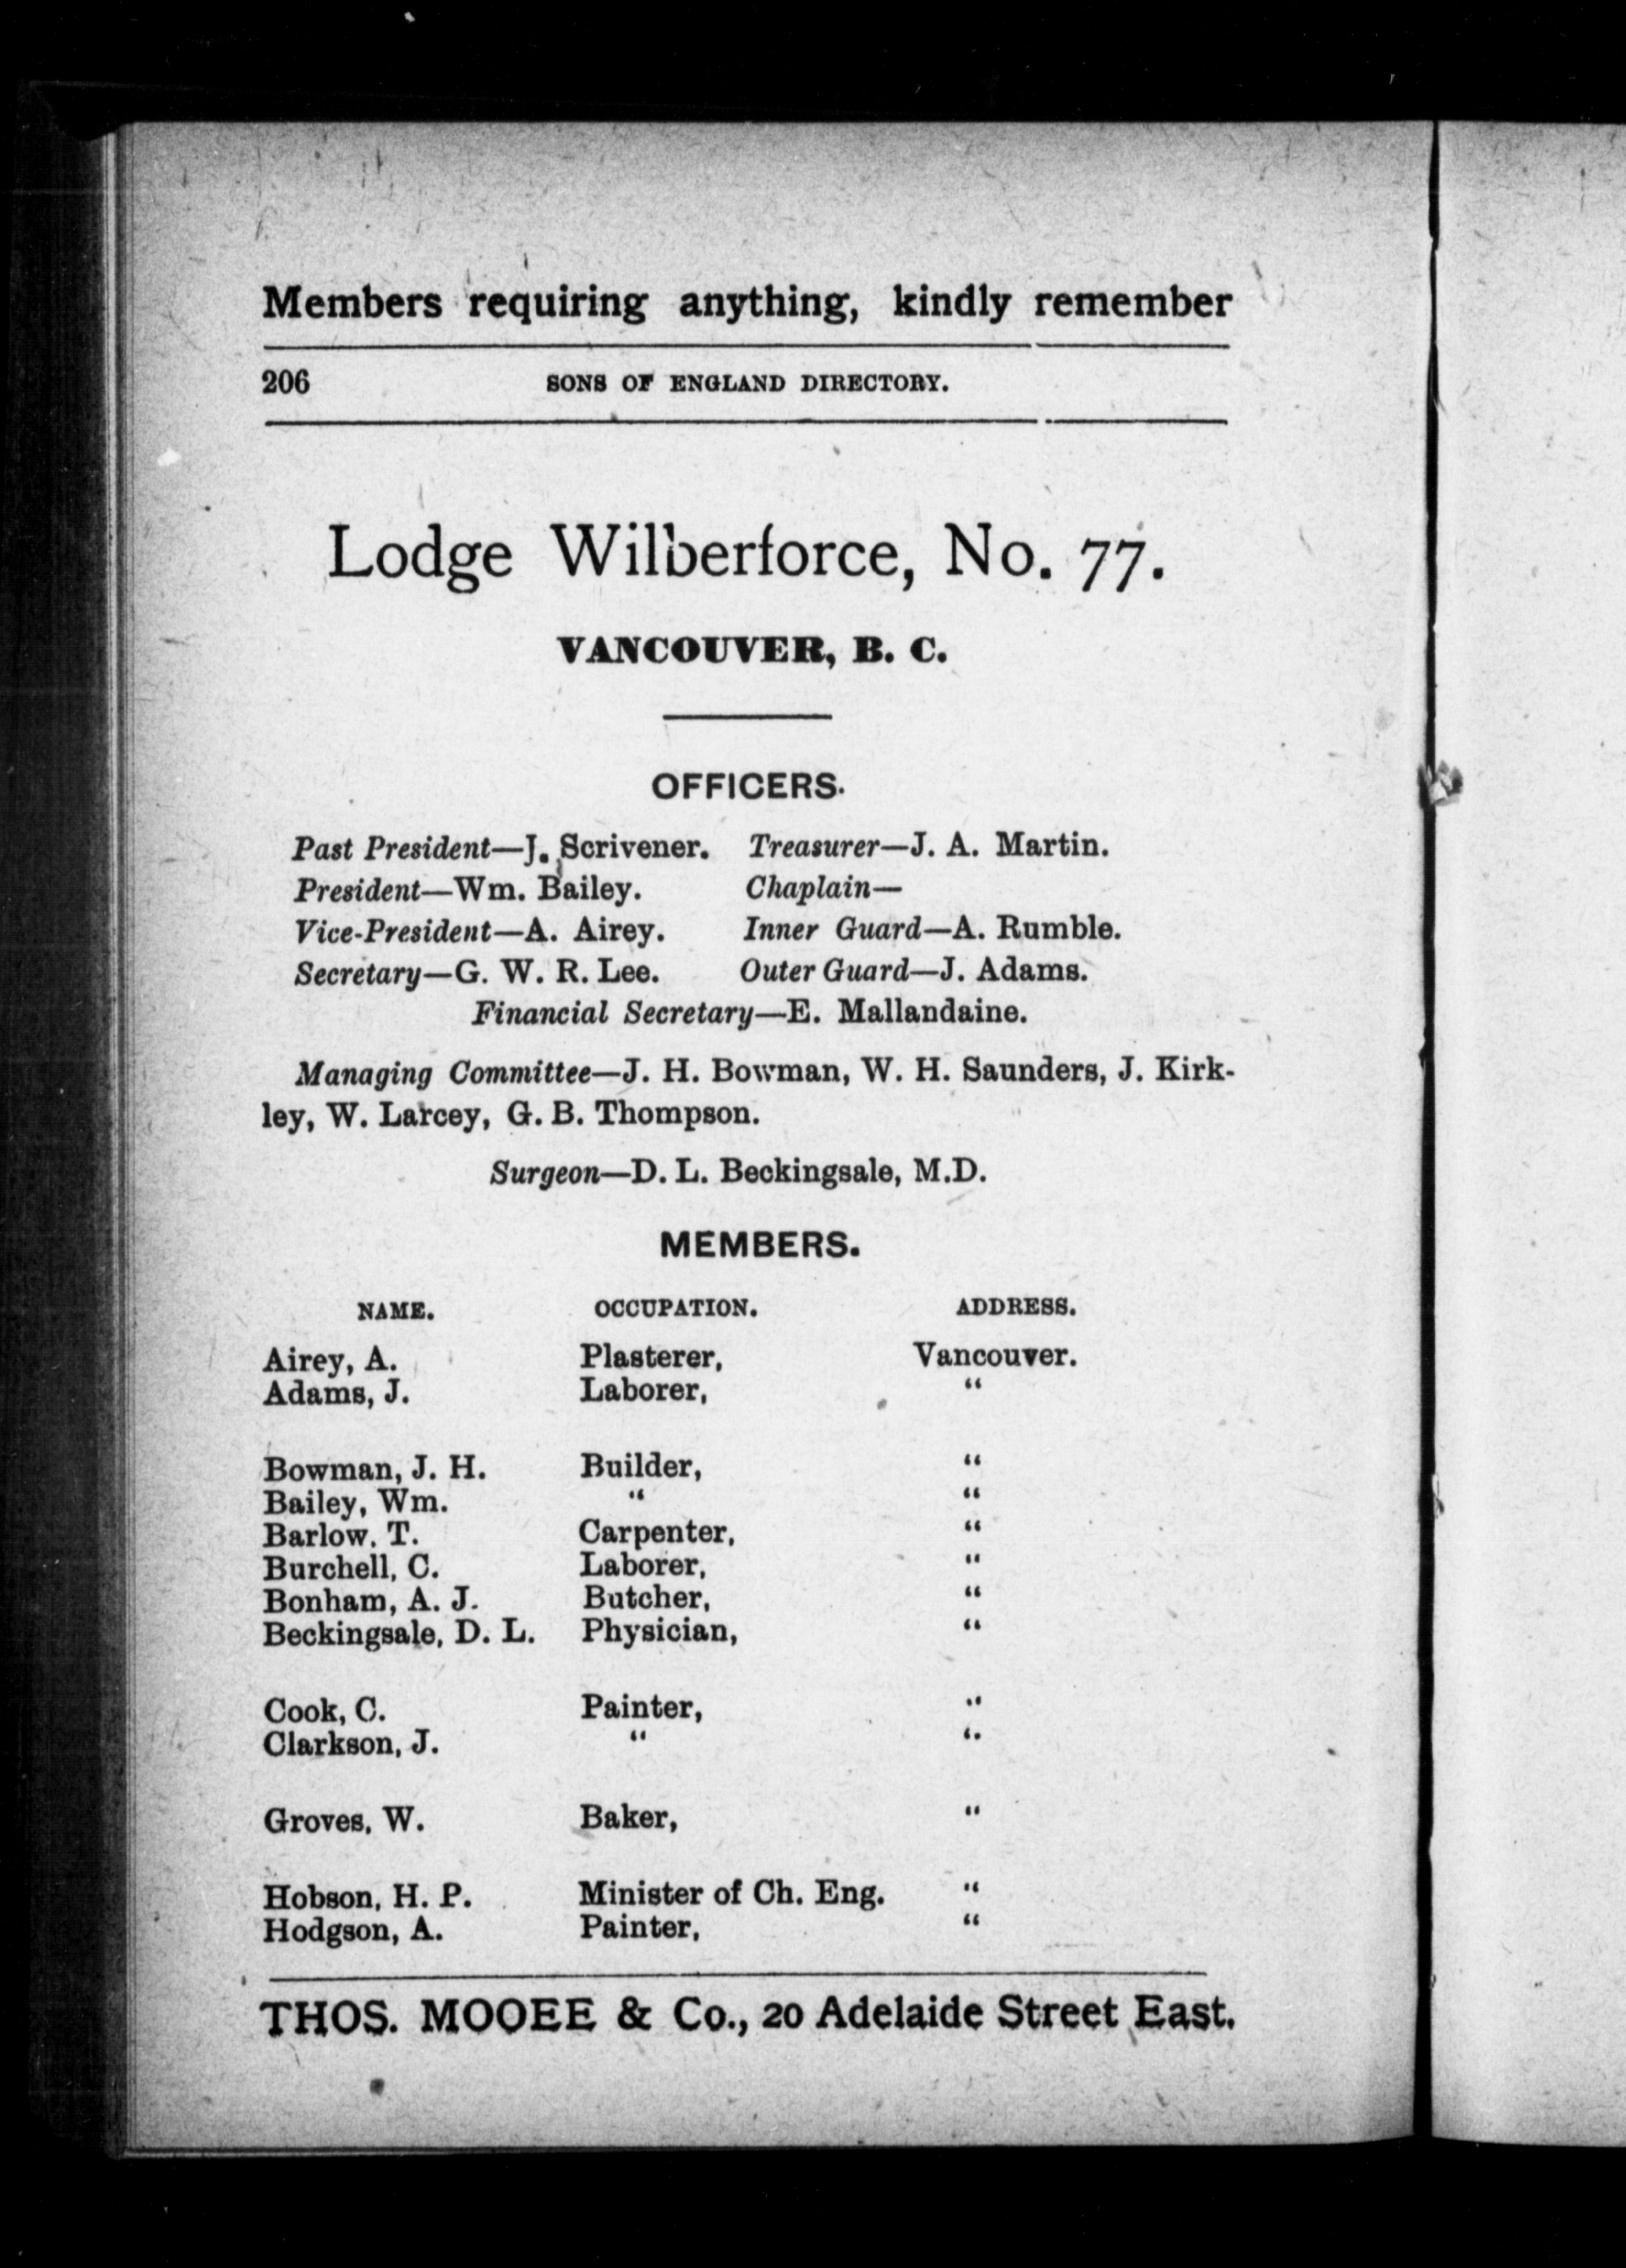 Members requiring anything, kindly remember
206 SONS OF ENGLAND DIRECTORY.
Lodge Wilberforce, No. 77.
VANCOUVER, B. C.
OFFICERS.
Past President—J. Scrivener. Treasurer—J. A. Martin.
President—Wm. Bailey. Chaplain—
Vice-President—A. Airey. Inner Guard—A. Rumble.
Secretary—G. W. R. Lee. Outer Guard—J. Adams.
Financial Secretary—E. Mallandaine.
Managing Committee—J. H. Bowman, W. H. Saunders, J. Kirk-
ley, W. Larcey, G. B. Thompson.
Surgeon—D. L. Beckingsale, M.D.
MEMBERS.
NAME. OCCUPATION. ADDRESS.
Airey, A. Plasterer, Vancouver.
Adams, J. Laborer, “
Bowman, J. H. Builder, “
Bailey, Wm. “ “
Barlow, T. Carpenter, “
Burchell, C. Laborer, “
Bonham, A. J. Butcher, “
Beckingsale, D. L. Physician, “
Cook, C. Painter, “
Clarkson, J. “ “
Groves, W. Baker, “
Hobson, H. P. Minister of Ch. Eng. “
Hodgson, A. Painter, “
THOS. MOOEE & Co., 20 Adelaide Street East.